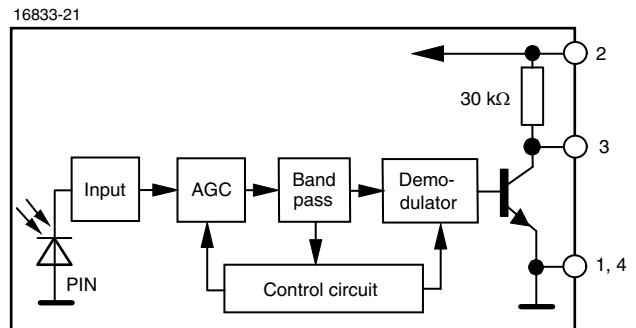 16833-21
2
30 kΩ
3
Input
AGC
Band
pass
Demo-
dulator
1, 4
PIN
Control circuit